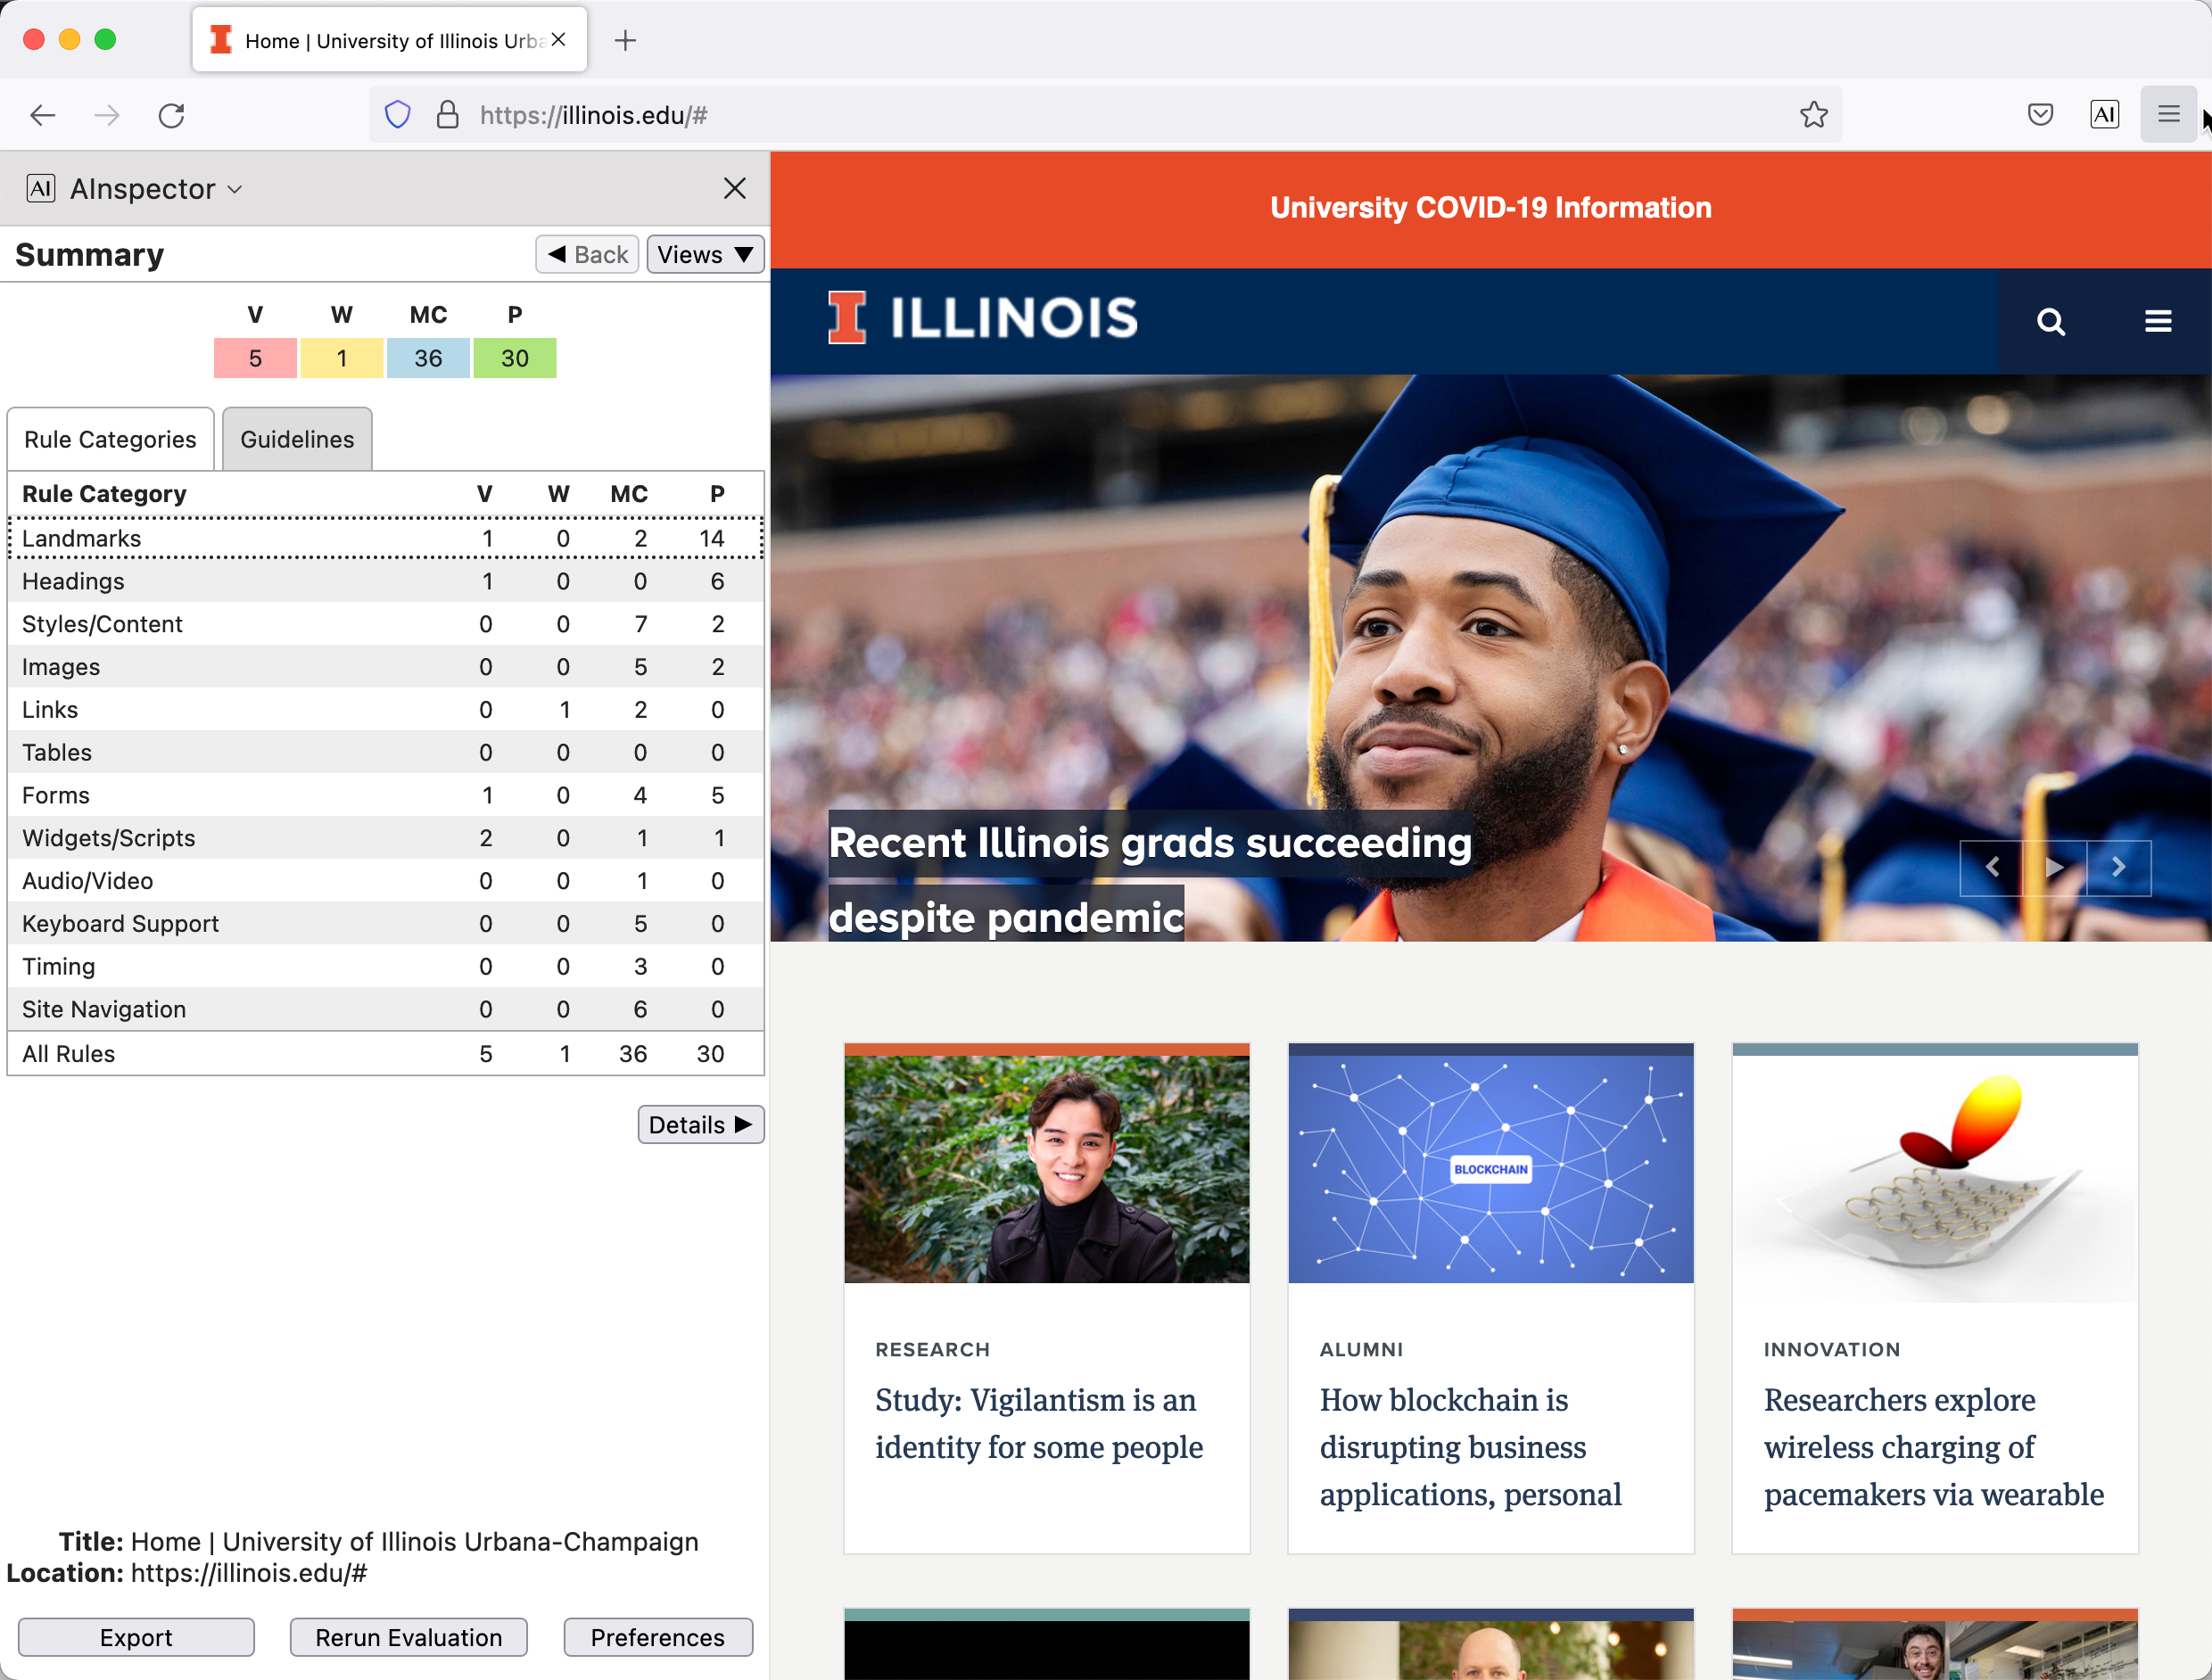 Home | University of Illinois Urba
https://illinois.edu/#
AI
AI AInspector
Summary
Back
Views
V W MC P
5 1 36 30
Rule Categories
Guidelines
Rule Category V W MC P
Landmarks 1 0 2 14
Headings 1 0 0 6
Styles/Content 0 0 7 2
Images 0 0 5 2
Links 0 1 2 0
Tables 0 0 0 0
Forms 1 0 4 5
Widgets/Scripts 2 0 1 1
Audio/Video 0 0 1 0
Keyboard Support 0 0 5 0
Timing 0 0 3 0
Site Navigation 0 0 6 0
All Rules 5 1 36 30
Details
Title: Home | University of Illinois Urbana-Champaign
Location: https://illinois.edu/#
Export
Rerun Evaluation
Preferences
University COVID-19 Information
I ILLINOIS
Recent Illinois grads succeeding
despite pandemic
RESEARCH
Study: Vigilantism is an
identity for some people
BLOCKCHAIN
ALUMNI
How blockchain is
disrupting business
applications, personal
INNOVATION
Researchers explore
wireless charging of
pacemakers via wearable